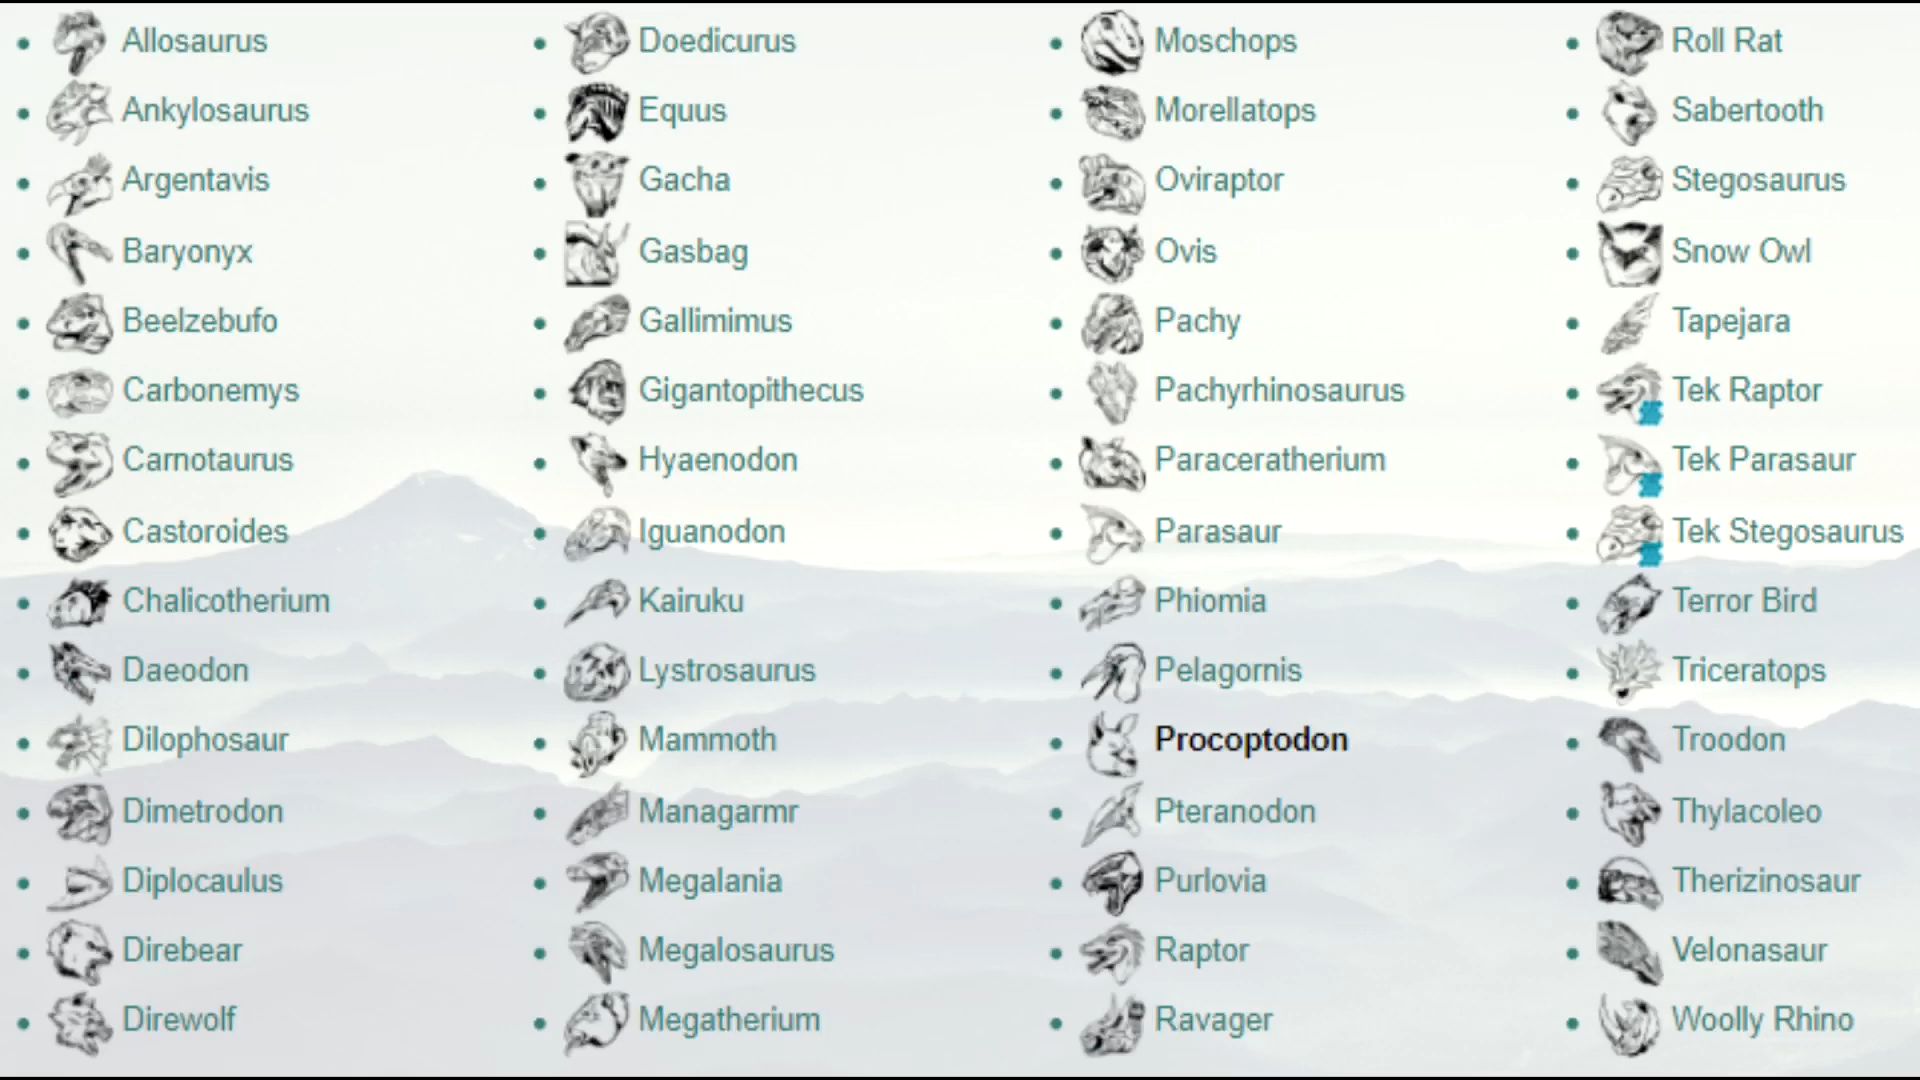 Allosaurus
Ankylosaurus
Argentavis
Baryonyx
Beelzebufo
Carbonemys
Carnotaurus
Castoroides
Chalicotherium
Daeodon
Dilophosaur
Dimetrodon
Diplocaulus
Direbear
Direwolf
Doedicurus
Equus
Gacha
Gasbag
Gallimimus
Gigantopithecus
Hyaenodon
Iguanodon
Kairuku
Lystrosaurus
Mammoth
Managarmr
Megalania
Megalosaurus
Megatherium
Moschops
Morellatops
Oviraptor
Ovis
Pachy
Pachyrhinosaurus
Paraceratherium
Parasaur
Phiomia
Pelagornis
Procoptodon
Pteranodon
Purlovia
Raptor
Ravager
Roll Rat
Sabertooth
Stegosaurus
Snow Owl
Tapejara
Tek Raptor
Tek Parasaur
Tek Stegosaurus
Terror Bird
Triceratops
Troodon
Thylacoleo
Therizinosaur
Velonasaur
Woolly Rhino